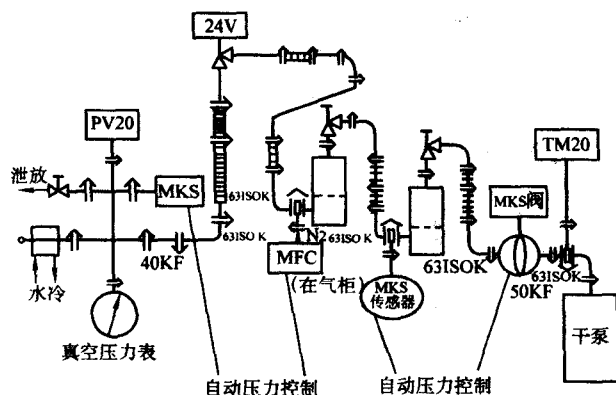 24V
PV20
TM20
泄放
MKS
MKS阀
63ISOK
63ISO K
N2
63ISO K
40KF
63ISOK
63ISOK
50KF
MFC
(在气柜)
MKS
传感器
水冷
真空压力表
干泵
自动压力控制
自动压力控制